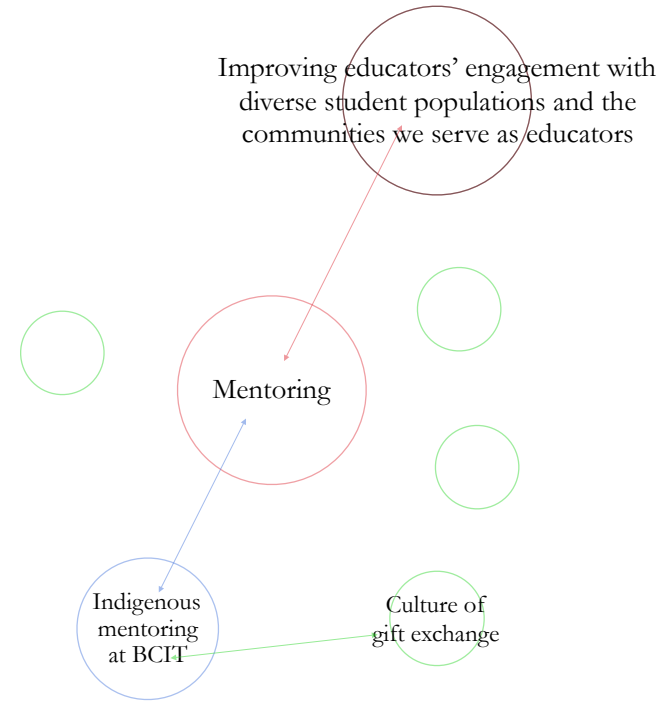 Improving educators’ engagement with
diverse student populations and the
communities we serve as educators
Mentoring
Indigenous
mentoring
at BCIT
Culture of
gift exchange